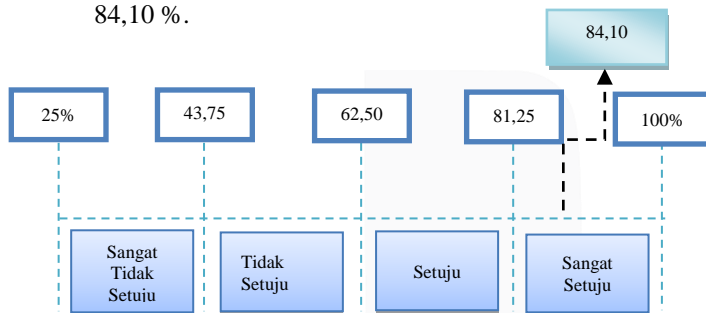 84,10 %.
84,10
25%
43,75
62,50
81,25
100%
Sangat
Tidak
Setuju
Tidak
Setuju
Setuju
Sangat
Setuju